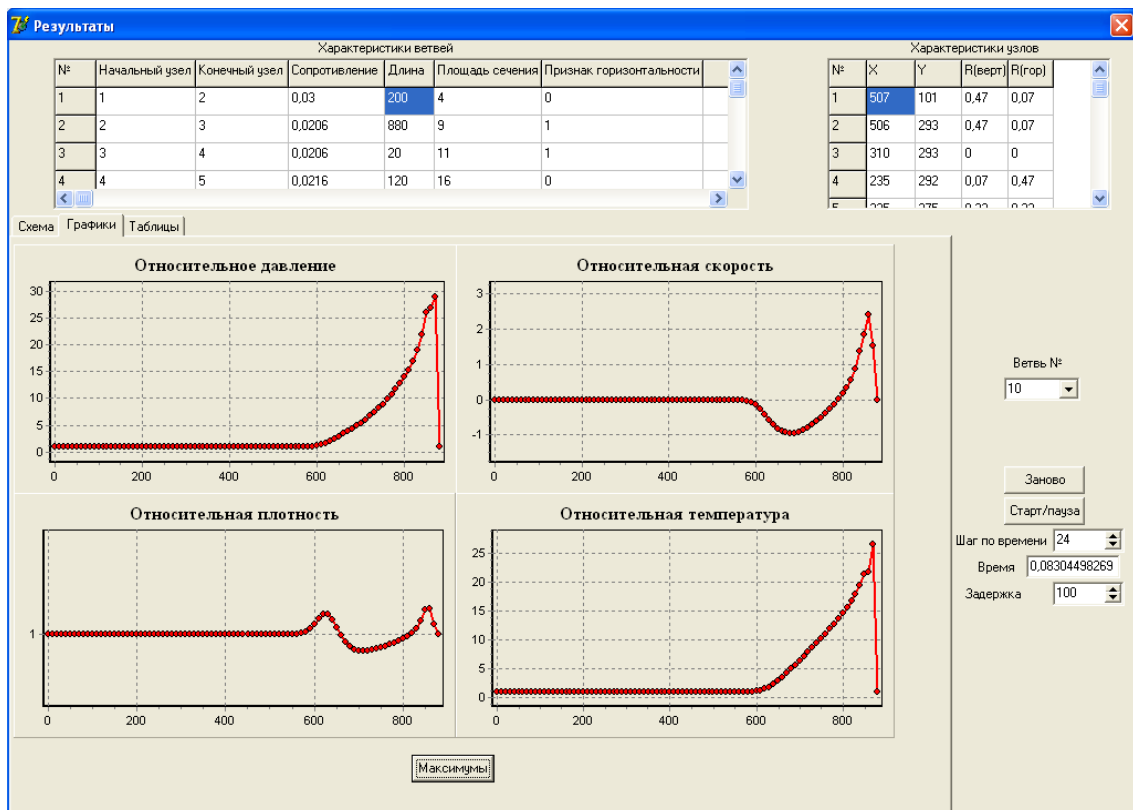 Результаты
Характеристики ветвей
№ Начальный узел Конечный узел Сопротивление Длина Площадь сечения Признак горизонтальности
1 1 2 0,03 200 4 0
2 2 3 0,0206 880 9 1
3 3 4 0,0206 20 11 1
4 4 5 0,0216 120 16 0
Характеристики узлов
№ X Y R(верт) R(гор)
1 507 101 0,47 0,07
2 506 293 0,47 0,07
3 310 293 0 0
4 235 292 0,07 0,47
Схема Графики Таблицы
Относительное давление
30
25
20
15
10
5
0
0 200 400 600 800
Относительная скорость
3
2
1
0
-1
0 200 400 600 800
Относительная плотность
1
0 200 400 600 800
Относительная температура
25
20
15
10
5
0
0 200 400 600 800
Максимумы
Ветвь №
10
Заново
Старт/пауза
Шаг по времени 24
Время 0,08304498269
Задержка 100